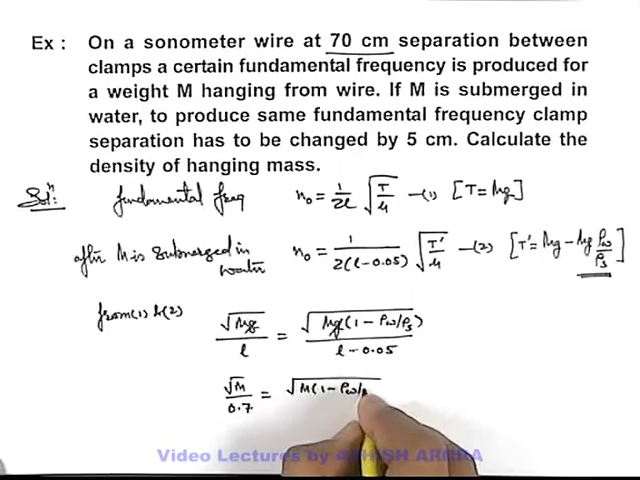 Ex : On a sonometer wire at 70 cm separation between
clamps a certain fundamental frequency is produced for
a weight M hanging from wire. If M is submerged in
water, to produce same fundamental frequency clamp
separation has to be changed by 5 cm. Calculate the
density of hanging mass.
Solⁿ: fundamental freq n₀ = 1/2l √(T/μ) —(1) [T = Mg]
after M is submerged in water n₀ = 1/2(l-0.05) √(T'/μ) —(2) [T' = Mg - Mg ρw/ρs]
from (1) & (2) √Mg/l = √Mg(1 - ρw/ρs)/l - 0.05
√M/0.7 = √M(1 - ρw/
Video Lectures by ASHISH ARORA